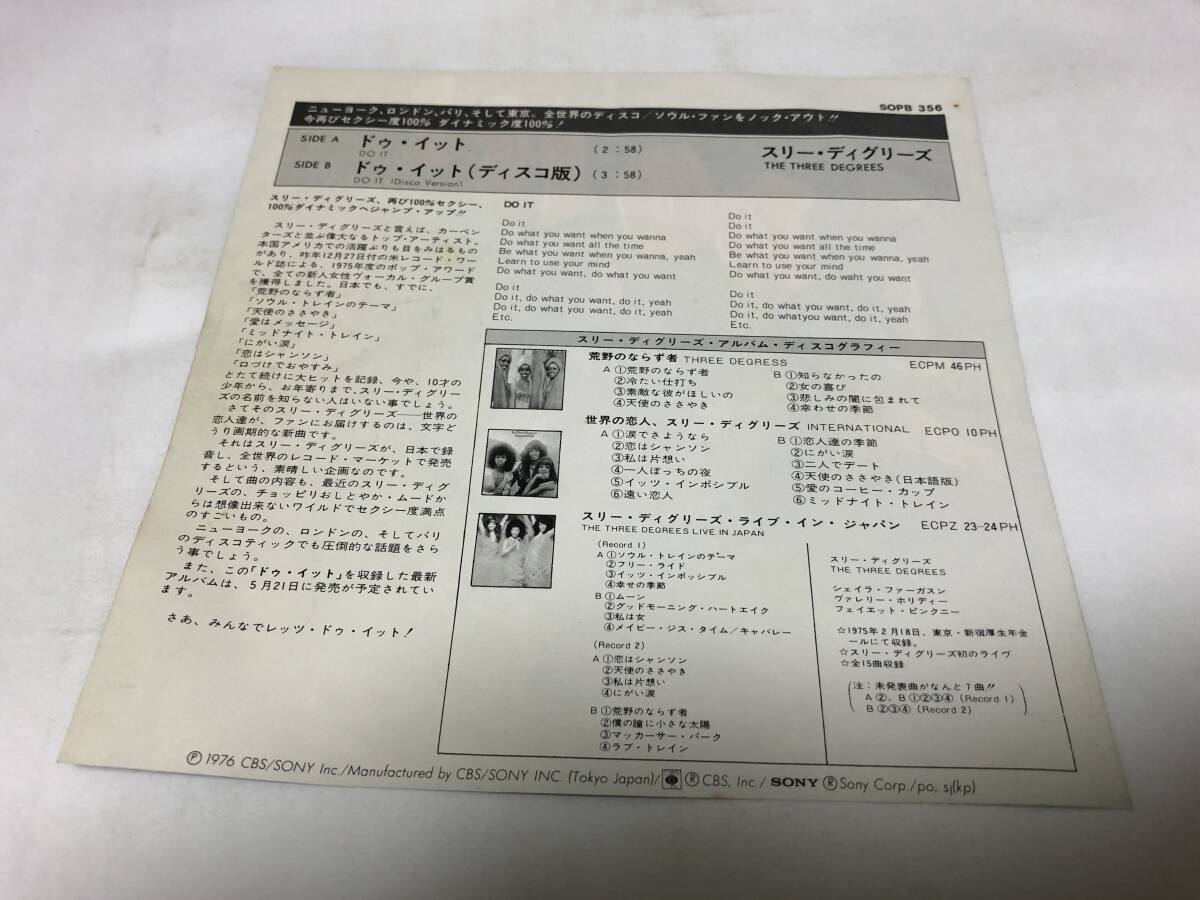 SOPB 356
ニューヨーク、ロンドン、パリ、そして東京。全世界のディスコ/ソウル・ファンをノック・アウト!!
今再びセクシー度100% ダイナミック度100%!
SIDE A ドゥ・イット (2:58)
DO IT
SIDE B ドゥ・イット(ディスコ版) (3:58)
DO IT (Disco Version)
スリー・ディグリーズ
THE THREE DEGREES
スリー・ディグリーズ、再び100%セクシー、
100%ダイナミックへジャンプ・アップ!!
スリー・ディグリーズと言えば、カーペン
ターズと並ぶ偉大なるトップ・アーティスト。
本国アメリカでの活躍ぶりも目をみはるもの
があり、昨年12月27日付の米レコード・ワー
ルド誌による、1975年度のポップ・アワード
で、全ての新人女性ヴォーカル・グループ賞
を獲得しました。日本でも、すでに、
「荒野のならず者」
「ソウル・トレインのテーマ」
「天使のささやき」
「愛はメッセージ」
「ミッドナイト・トレイン」
「にがい涙」
「恋はシャンソン」
「口づけでおやすみ」
とたて続けに大ヒットを記録、今や、10才の
少年から、お年寄りまで、スリー・ディグリー
ズの名前を知らない人はいない事でしょう。
さてそのスリー・ディグリーズ——世界の
恋人達が、ファンにお届けするのは、文字ど
うり画期的な新曲です。
それはスリー・ディグリーズが、日本で録
音し、全世界のレコード・マーケットで発売
するという、素晴しい企画なのです。
そして曲の内容も、最近のスリー・ディグ
リーズの、チョッピリおしとやか・ムードか
らは想像出来ないワイルドでセクシー度満点
のすごいもの。
ニューヨークの、ロンドンの、そしてパリ
のディスコティックでも圧倒的な話題をさら
う事でしょう。
また、この「ドゥ・イット」を収録した最新
アルバムは、5月21日に発売が予定されてい
ます。
さあ、みんなでレッツ・ドゥ・イット!
DO IT
Do it
Do what you want when you wanna
Do what you want all the time
Be what you want when you wanna, yeah
Learn to use your mind
Do what you want, do what you want
Do it
Do it, do what you want, do it, yeah
Do it, do what you want, do it, yeah
Etc.
Do it
Do it
Do what you want when you wanna
Do what you want all the time
Be what you want when you wanna, yeah
Learn to use your mind
Do what you want, do waht you want
Do it
Do it, do what you want, do it, yeah
Do it, do whatyou want, do it, yeah
Etc.
スリー・ディグリーズ・アルバム・ディスコグラフィー
荒野のならず者 THREE DEGRESS ECPM 46PH
A ①荒野のならず者
②冷たい仕打ち
③素敵な彼がほしいの
④天使のささやき
B ①知らなかったの
②女の喜び
③悲しみの闇に包まれて
④幸わせの季節
世界の恋人、スリー・ディグリーズ INTERNATIONAL ECPO 10PH
A ①涙でさようなら
②恋はシャンソン
③私は片想い
④一人ぼっちの夜
⑤イッツ・インポシブル
⑥遠い恋人
B ①恋人達の季節
②にがい涙
③二人でデート
④天使のささやき(日本語版)
⑤愛のコーヒー・カップ
⑥ミッドナイト・トレイン
スリー・ディグリーズ・ライブ・イン・ジャパン ECPZ 23-24PH
THE THREE DEGREES LIVE IN JAPAN
(Record 1)
A ①ソウル・トレインのテーマ
②フリー・ライド
③イッツ・インポッシブル
④幸せの季節
B ①ムーン
②グッドモーニング・ハートエイク
③私は女
④メイビー・ジス・タイム/キャバレー
(Record 2)
A ①恋はシャンソン
②天使のささやき
③私は片想い
④にがい涙
B ①荒野のならず者
②僕の瞳に小さな太陽
③マッカーサー・パーク
④ラブ・トレイン
スリー・ディグリーズ
THE THREE DEGREES
シェイラ・ファーガスン
ヴァレリー・ホリディー
フェイエット・ピンクニー
☆1975年2月18日、東京・新宿厚生年金
ールにて収録。
☆スリー・ディグリーズ初のライヴ
☆全15曲収録
(注:未発表曲がなんと7曲!!
A②、B①②③④(Record 1)
B②③④(Record 2)
Ⓟ1976 CBS/SONY Inc./Manufactured by CBS/SONY INC. (Tokyo Japan)/ ®CBS, Inc./ SONY ®Sony Corp./po, sj(kp)